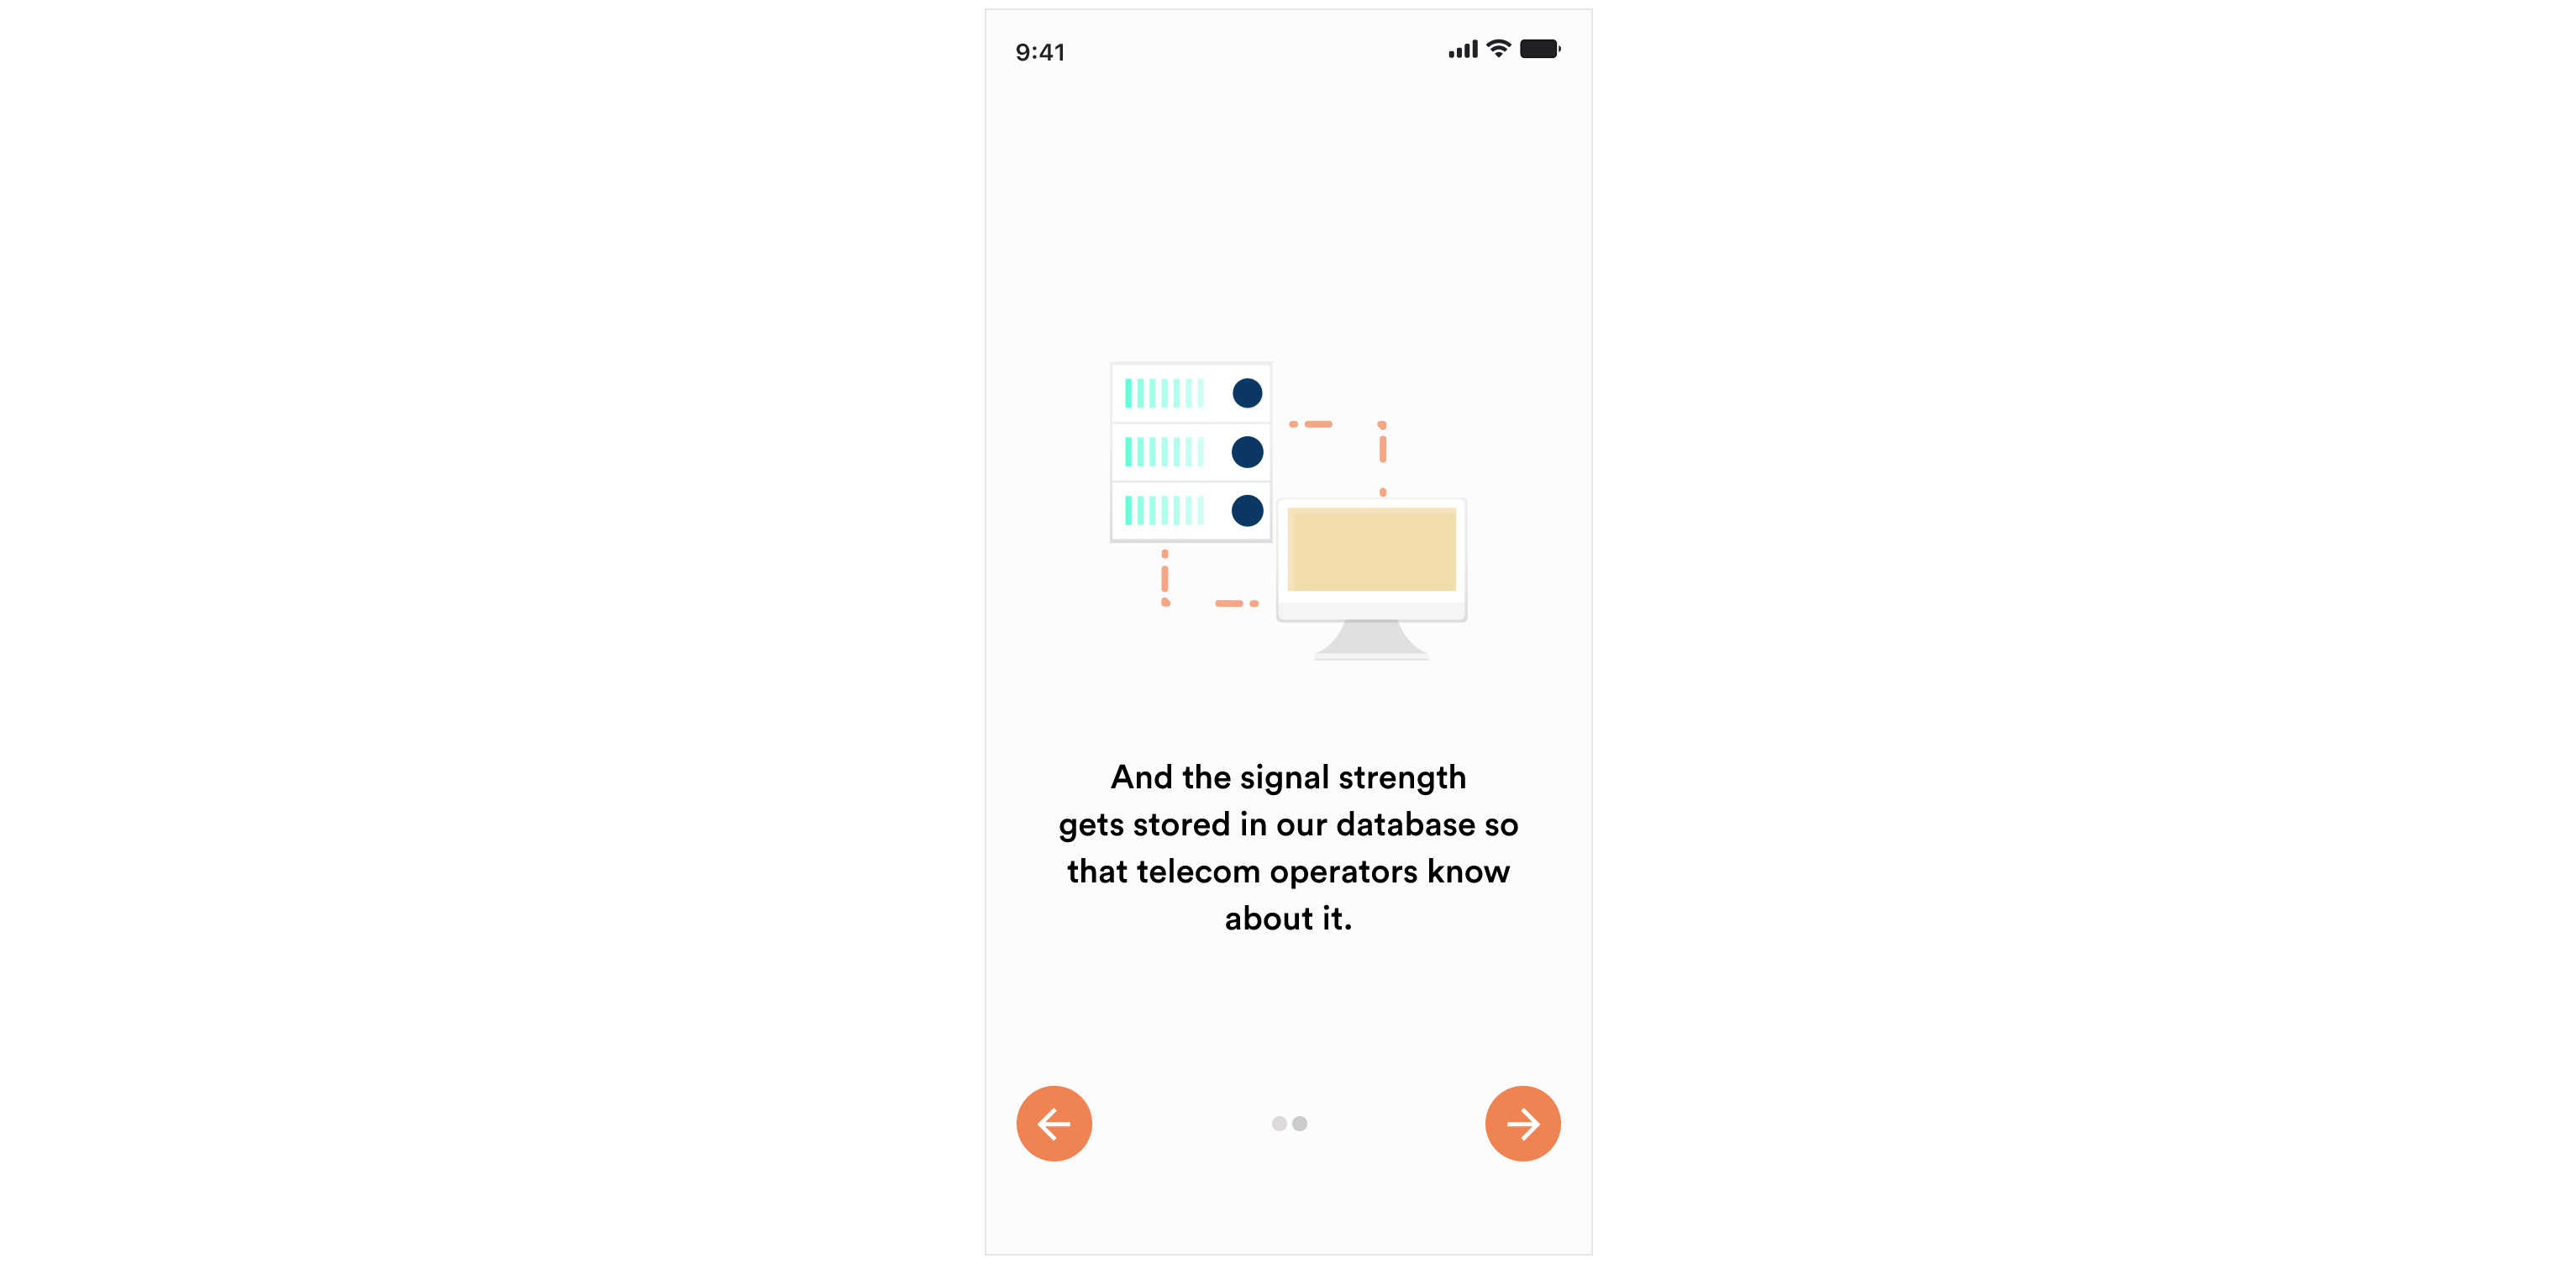 9:41
And the signal strength
gets stored in our database so
that telecom operators know
about it.